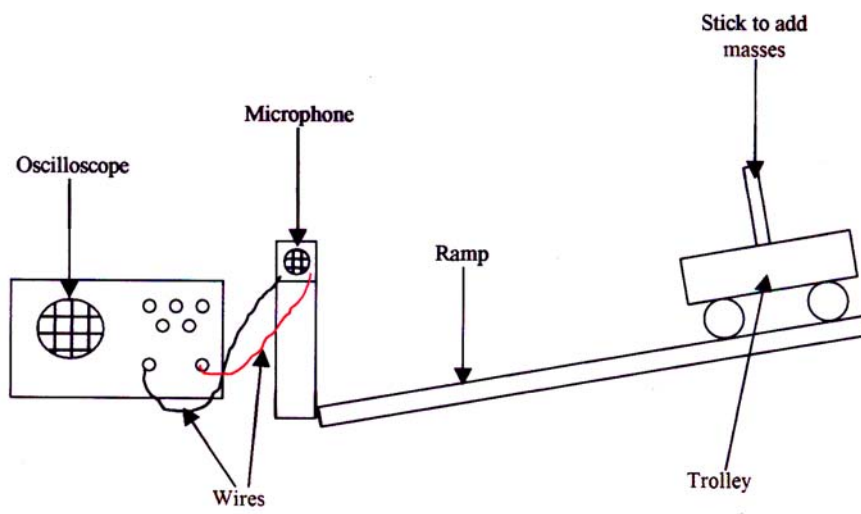 Stick to add
masses
Microphone
Oscilloscope
Ramp
Wires
Trolley